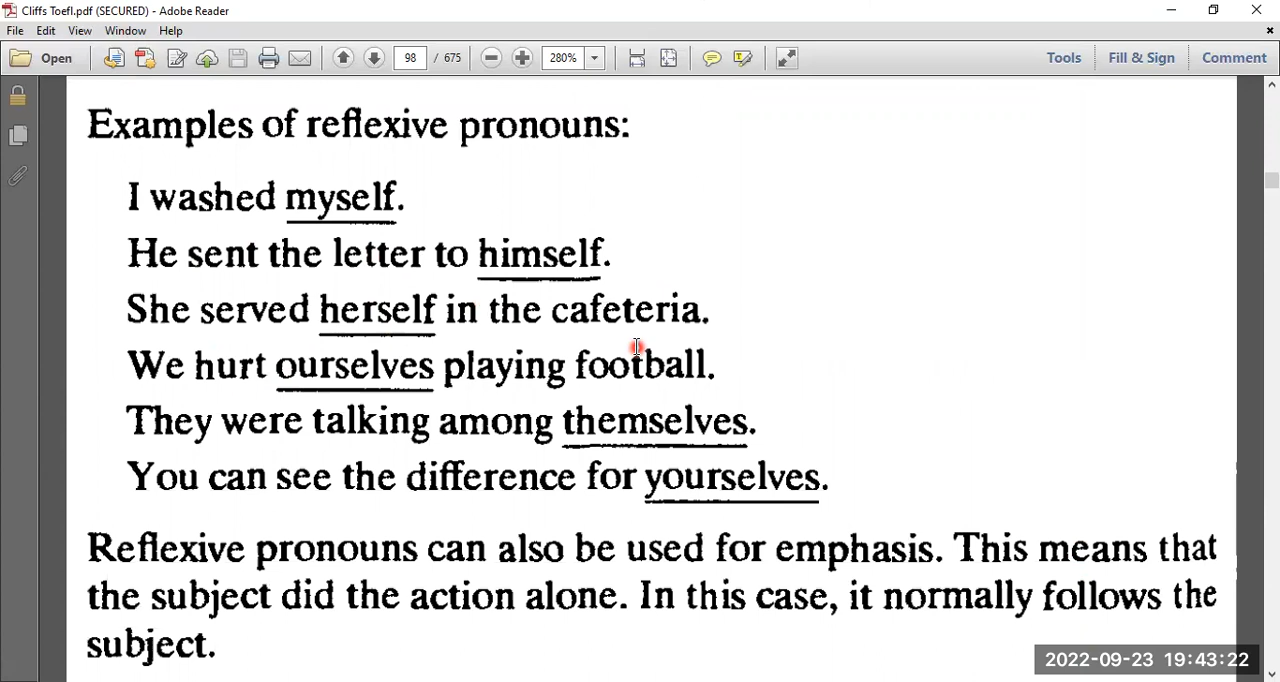 Cliffs Toefl.pdf (SECURED) - Adobe Reader
File Edit View Window Help
Open 98 / 675 280% Tools Fill & Sign Comment
Examples of reflexive pronouns:
I washed myself.
He sent the letter to himself.
She served herself in the cafeteria.
We hurt ourselves playing football.
They were talking among themselves.
You can see the difference for yourselves.
Reflexive pronouns can also be used for emphasis. This means that
the subject did the action alone. In this case, it normally follows the
subject.
2022-09-23 19:43:22